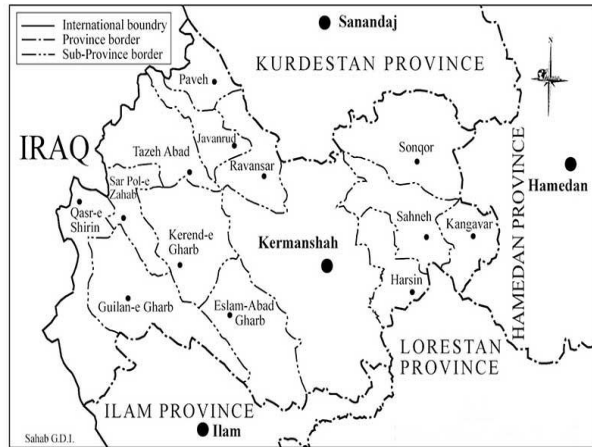 International boundry
Province border
Sub-Province border
Sanandaj
KURDESTAN PROVINCE
Paveh
IRAQ
Javanrud
Tazeh Abad
Ravansar
Sonqor
Hamedan
HAMEDAN PROVINCE
Sar Pol-e
Zahab
Qasr-e
Shirin
Kerend-e
Gharb
Kermanshah
Sahneh
Kangavar
Harsin
Guilan-e Gharb
Eslam-Abad
Gharb
LORESTAN
PROVINCE
ILAM PROVINCE
Ilam
Sahab G.D.I.